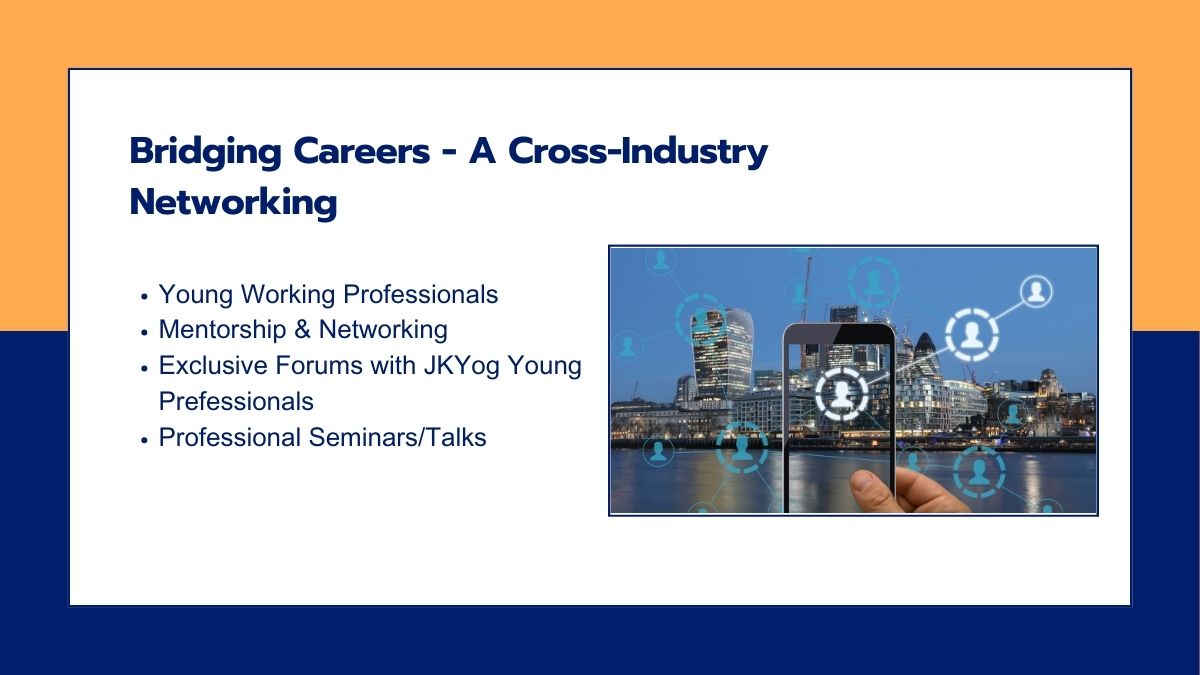 Bridging Careers - A Cross-Industry
Networking
• Young Working Professionals
• Mentorship & Networking
• Exclusive Forums with JKYog Young
Prefessionals
• Professional Seminars/Talks